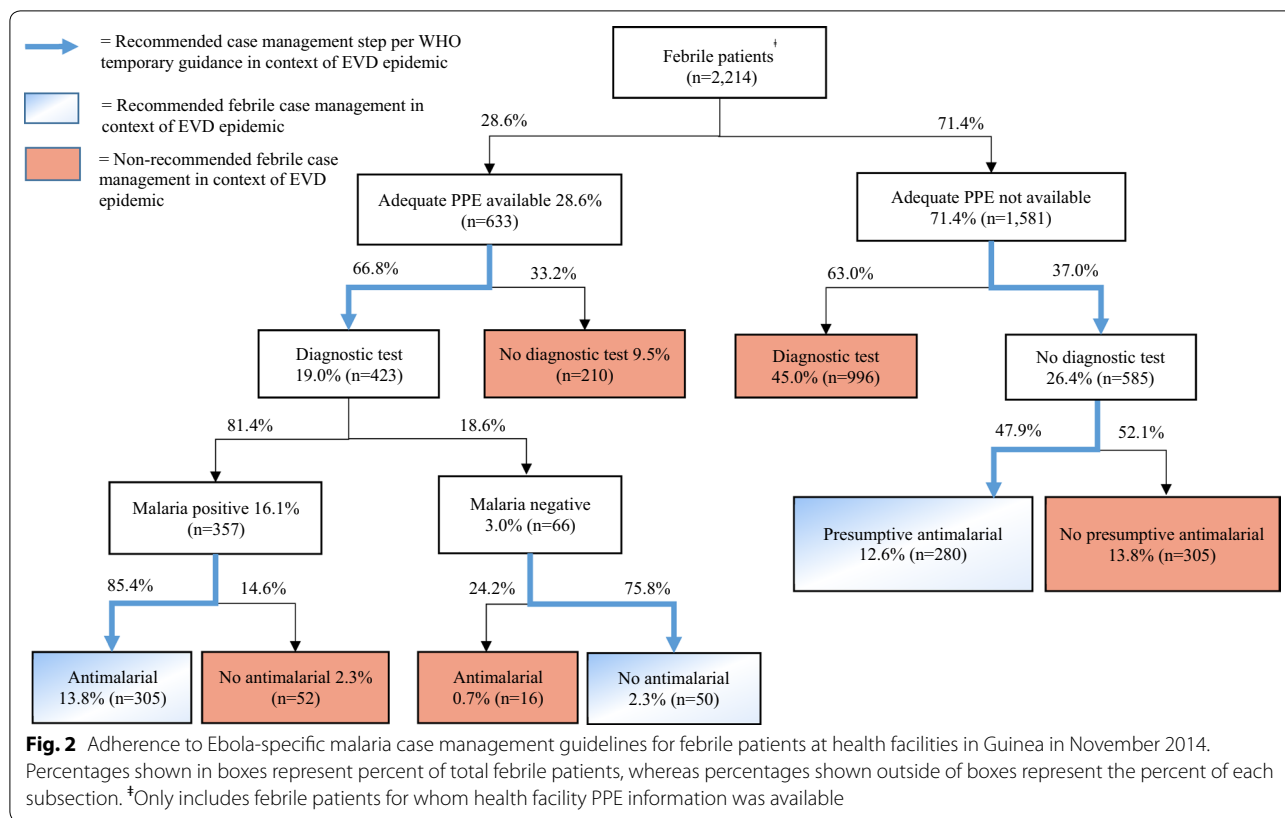 = Recommended case management step per WHO
temporary guidance in context of EVD epidemic
= Recommended febrile case management in
context of EVD epidemic
= Non-recommended febrile case
management in context of EVD
epidemic
Febrile patients‡
(n=2,214)
28.6%
71.4%
Adequate PPE available 28.6%
(n=633)
Adequate PPE not available
71.4% (n=1,581)
66.8%
33.2%
63.0%
37.0%
Diagnostic test
19.0% (n=423)
No diagnostic test 9.5%
(n=210)
Diagnostic test
45.0% (n=996)
No diagnostic test
26.4% (n=585)
81.4%
18.6%
47.9%
52.1%
Malaria positive 16.1%
(n=357)
Malaria negative
3.0% (n=66)
Presumptive antimalarial
12.6% (n=280)
No presumptive antimalarial
13.8% (n=305)
85.4%
14.6%
24.2%
75.8%
Antimalarial
13.8% (n=305)
No antimalarial 2.3%
(n=52)
Antimalarial
0.7% (n=16)
No antimalarial
2.3% (n=50)
Fig. 2 Adherence to Ebola-specific malaria case management guidelines for febrile patients at health facilities in Guinea in November 2014.
Percentages shown in boxes represent percent of total febrile patients, whereas percentages shown outside of boxes represent the percent of each
subsection. ‡Only includes febrile patients for whom health facility PPE information was available